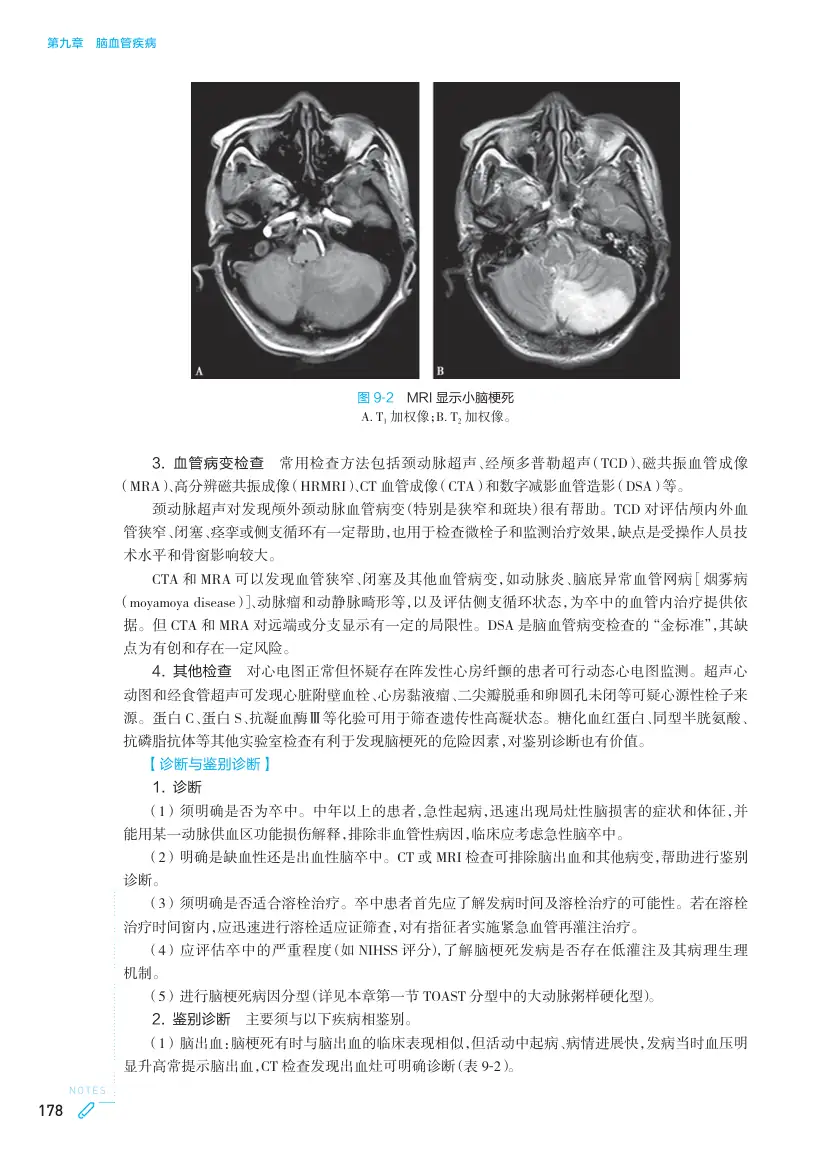 第九章 脑血管疾病
A
B
图 9-2 MRI 显示小脑梗死
A. T₁ 加权像；B. T₂ 加权像。
3. 血管病变检查 常用检查方法包括颈动脉超声、经颅多普勒超声（TCD）、磁共振血管成像
（MRA）、高分辨磁共振成像（HRMRI）、CT 血管成像（CTA）和数字减影血管造影（DSA）等。
颈动脉超声对发现颅外颈动脉血管病变（特别是狭窄和斑块）很有帮助。TCD 对评估颅内外血
管狭窄、闭塞、痉挛或侧支循环有一定帮助，也用于检查微栓子和监测治疗效果，缺点是受操作人员技
术水平和骨窗影响较大。
CTA 和 MRA 可以发现血管狭窄、闭塞及其他血管病变，如动脉炎、脑底异常血管网病［烟雾病
（moyamoya disease）］、动脉瘤和动静脉畸形等，以及评估侧支循环状态，为卒中的血管内治疗提供依
据。但 CTA 和 MRA 对远端或分支显示有一定的局限性。DSA 是脑血管病变检查的“金标准”，其缺
点为有创和存在一定风险。
4. 其他检查 对心电图正常但怀疑存在阵发性心房纤颤的患者可行动态心电图监测。超声心
动图和经食管超声可发现心脏附壁血栓、心房黏液瘤、二尖瓣脱垂和卵圆孔未闭等可疑心源性栓子来
源。蛋白 C、蛋白 S、抗凝血酶Ⅲ等化验可用于筛查遗传性高凝状态。糖化血红蛋白、同型半胱氨酸、
抗磷脂抗体等其他实验室检查有利于发现脑梗死的危险因素，对鉴别诊断也有价值。
【诊断与鉴别诊断】
1. 诊断
（1）须明确是否为卒中。中年以上的患者，急性起病，迅速出现局灶性脑损害的症状和体征，并
能用某一动脉供血区功能损伤解释，排除非血管性病因，临床应考虑急性脑卒中。
（2）明确是缺血性还是出血性脑卒中。CT 或 MRI 检查可排除脑出血和其他病变，帮助进行鉴别
诊断。
（3）须明确是否适合溶栓治疗。卒中患者首先应了解发病时间及溶栓治疗的可能性。若在溶栓
治疗时间窗内，应迅速进行溶栓适应证筛查，对有指征者实施紧急血管再灌注治疗。
（4）应评估卒中的严重程度（如 NIHSS 评分），了解脑梗死发病是否存在低灌注及其病理生理
机制。
（5）进行脑梗死病因分型（详见本章第一节 TOAST 分型中的大动脉粥样硬化型）。
2. 鉴别诊断 主要须与以下疾病相鉴别。
（1）脑出血：脑梗死有时与脑出血的临床表现相似，但活动中起病、病情进展快，发病当时血压明
显升高常提示脑出血，CT 检查发现出血灶可明确诊断（表 9-2）。
NOTES
178